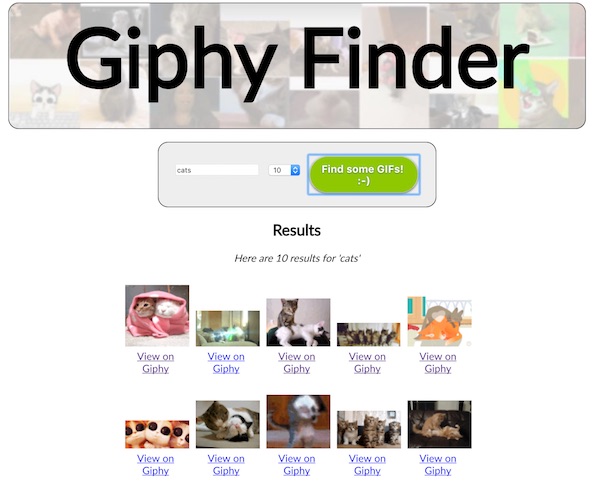 Giphy Finder
cats
10
Find some GIFs!
:-)
Results
Here are 10 results for 'cats'
View on
Giphy
View on
Giphy
View on
Giphy
View on
Giphy
View on
Giphy
View on
Giphy
View on
Giphy
View on
Giphy
View on
Giphy
View on
Giphy